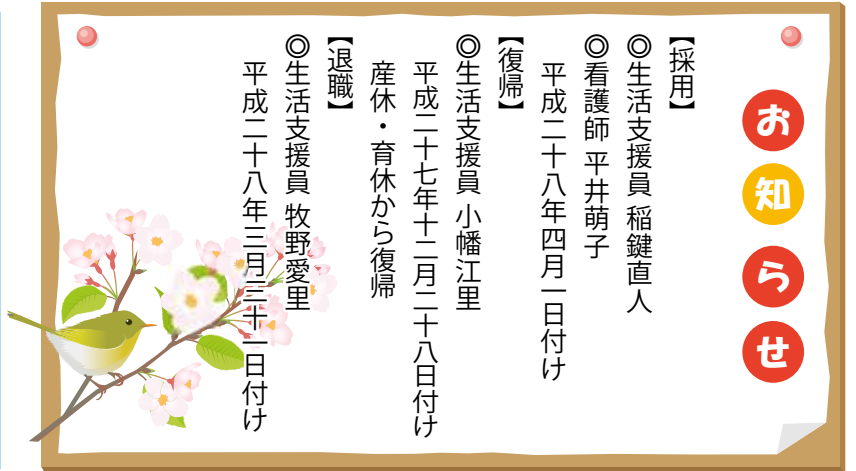 お知らせ
【採用】
◎生活支援員 稲鍵直人
◎看護師 平井萌子
平成二十八年四月一日付け
【復帰】
◎生活支援員 小幡江里
平成二十七年十二月二十八日付け
産休・育休から復帰
【退職】
◎生活支援員 牧野愛里
平成二十八年三月三十一日付け